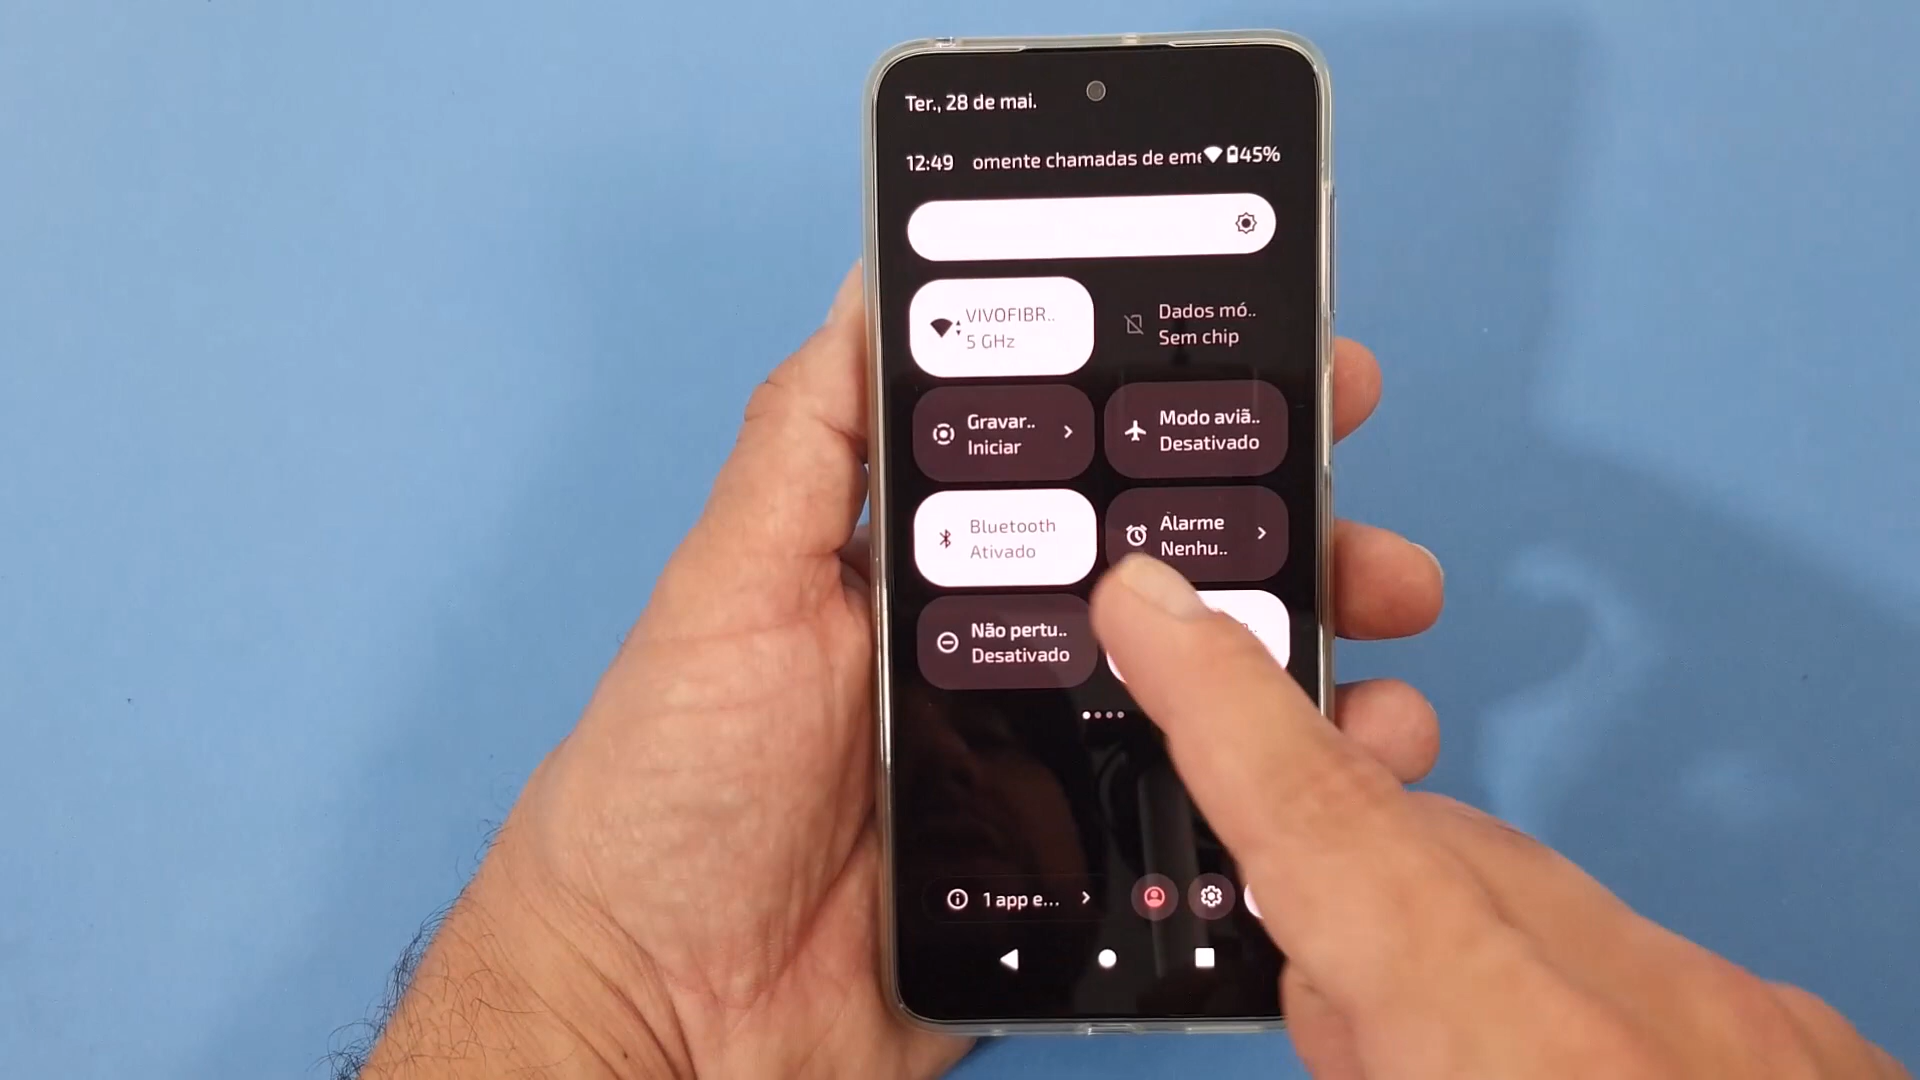 Ter., 28 de mai.
12:49 omente chamadas de eme 45%
VIVOFIBR..
5 GHz
Dados mó..
Sem chip
Gravar..
Iniciar
Modo aviã..
Desativado
Bluetooth
Ativado
Alarme
Nenhu..
Não pertu..
Desativado
1 app e...